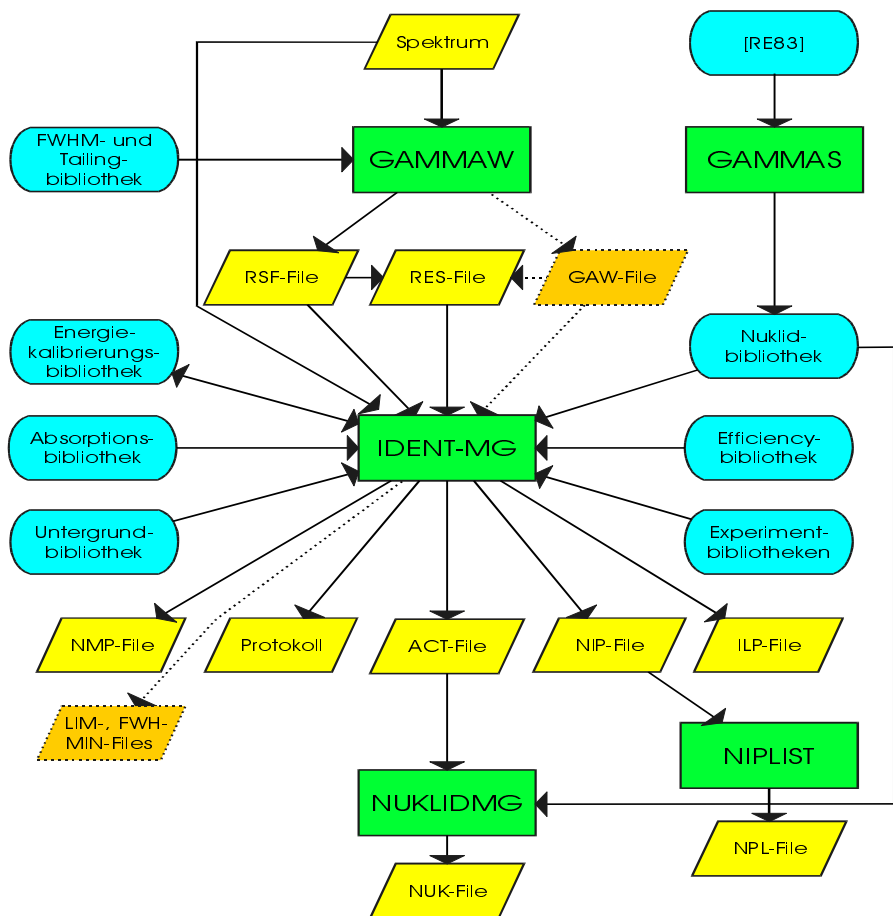 Spektrum
[RE83]
FWHM- und
Tailing-
bibliothek
GAMMAW
GAMMAS
RSF-File
RES-File
GAW-File
Energie-
kalibrierungs-
bibliothek
Nuklid-
bibliothek
Absorptions-
bibliothek
IDENT-MG
Efficiency-
bibliothek
Untergrund-
bibliothek
Experiment-
bibliotheken
NMP-File
Protokoll
ACT-File
NIP-File
ILP-File
LIM-, FWH-
MIN-Files
NIPLIST
NUKLIDMG
NPL-File
NUK-File